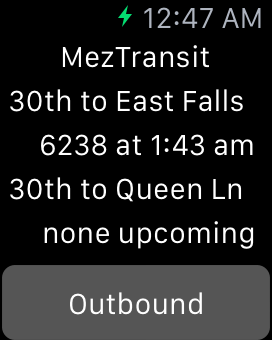 12:47 AM
MezTransit
30th to East Falls
6238 at 1:43 am
30th to Queen Ln
none upcoming
Outbound